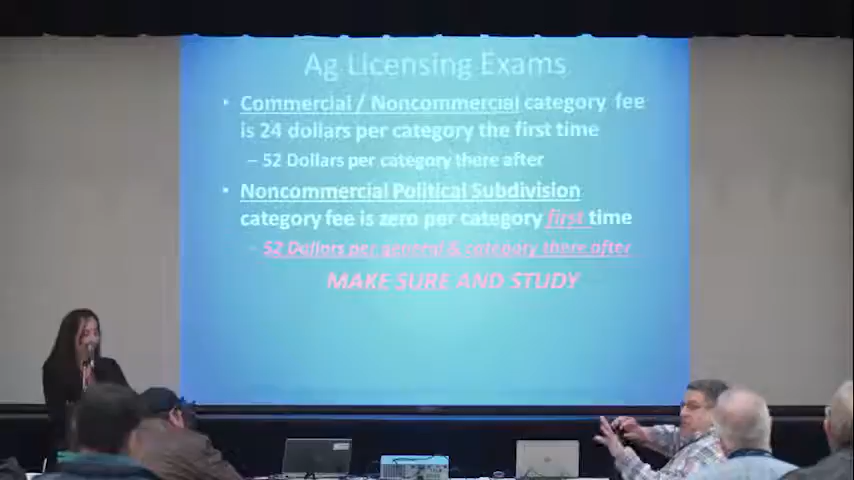 Ag Licensing Exams
• Commercial / Noncommercial category fee
is 24 dollars per category the first time
– 52 Dollars per category there after
• Noncommercial Political Subdivision
category fee is zero per category first time
– 52 Dollars per general & category there after
MAKE SURE AND STUDY